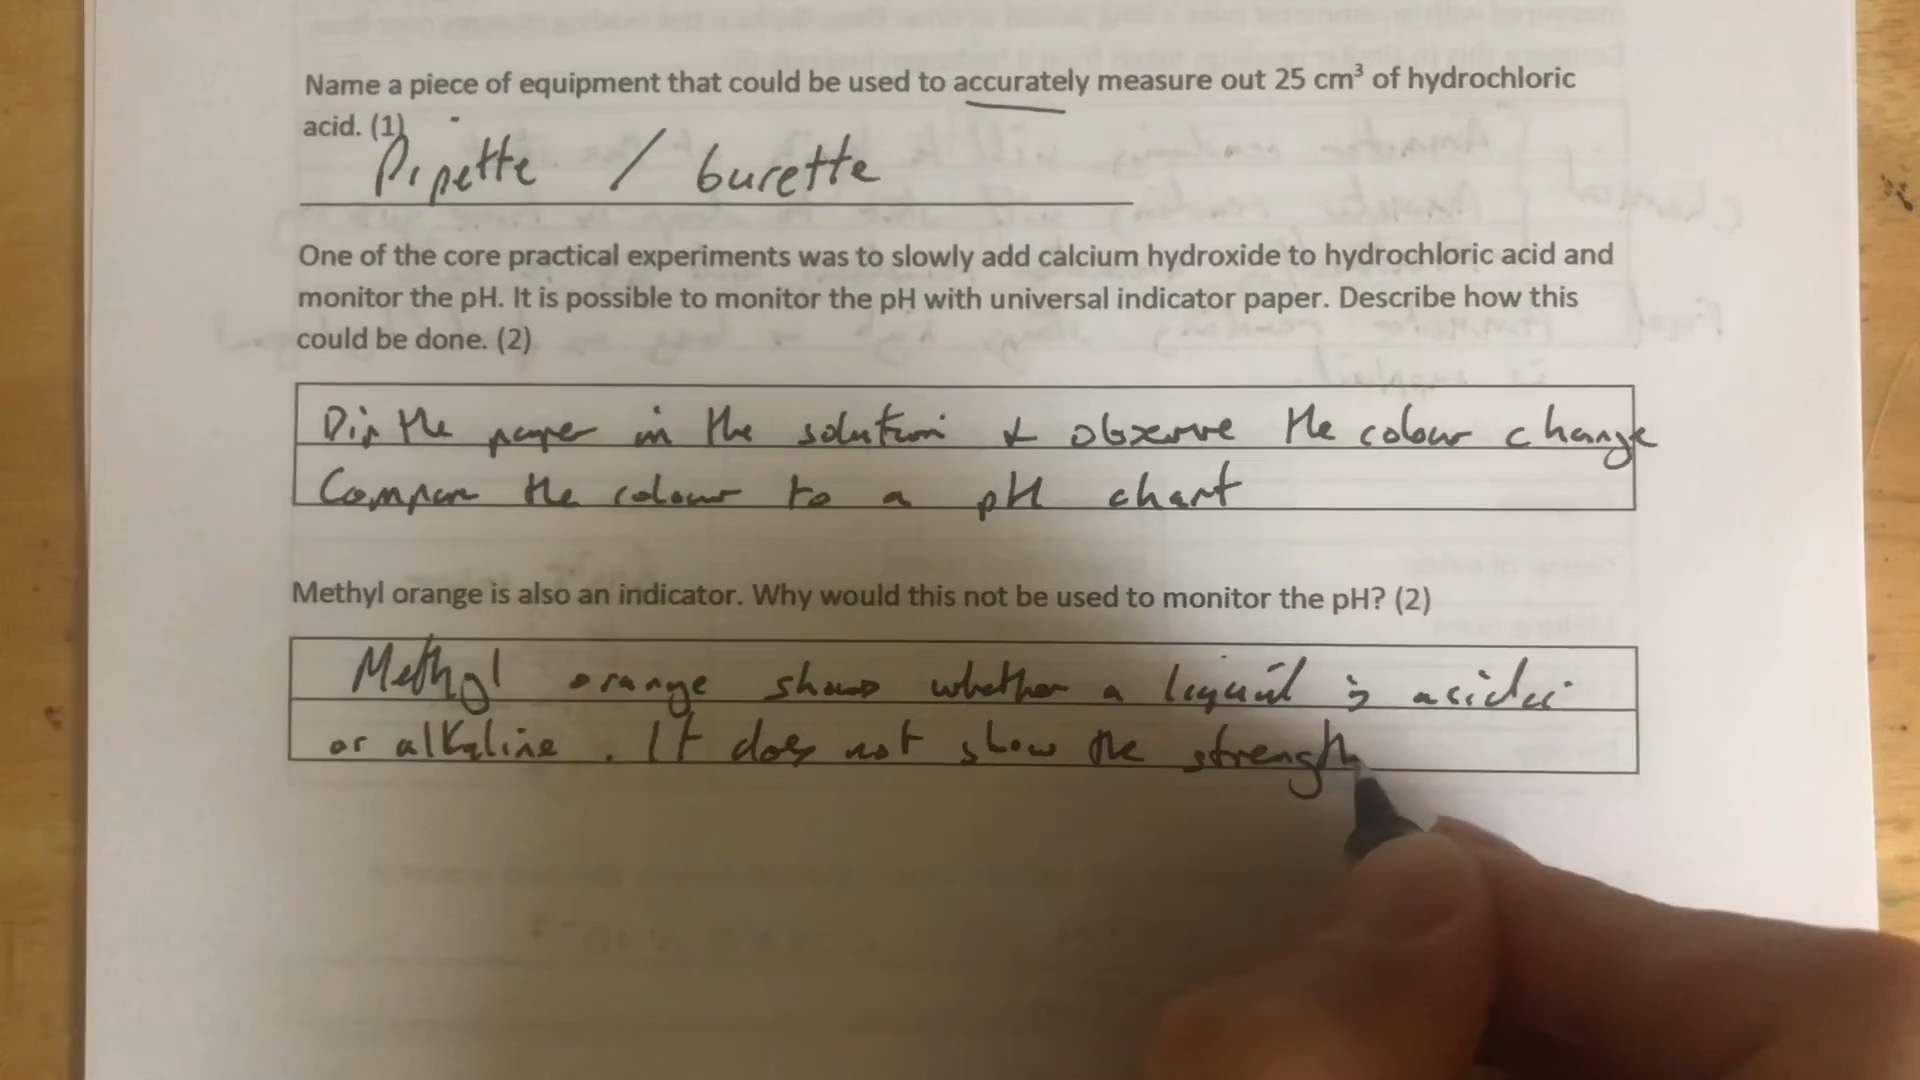 Name a piece of equipment that could be used to accurately measure out 25 cm³ of hydrochloric
acid. (1)
Pipette / burette
One of the core practical experiments was to slowly add calcium hydroxide to hydrochloric acid and
monitor the pH. It is possible to monitor the pH with universal indicator paper. Describe how this
could be done. (2)
Dip the paper in the solution & observe the colour change
Compare the colour to a pH chart
Methyl orange is also an indicator. Why would this not be used to monitor the pH? (2)
Methyl orange shows whether a liquid is acidic
or alkaline. It does not show the strength